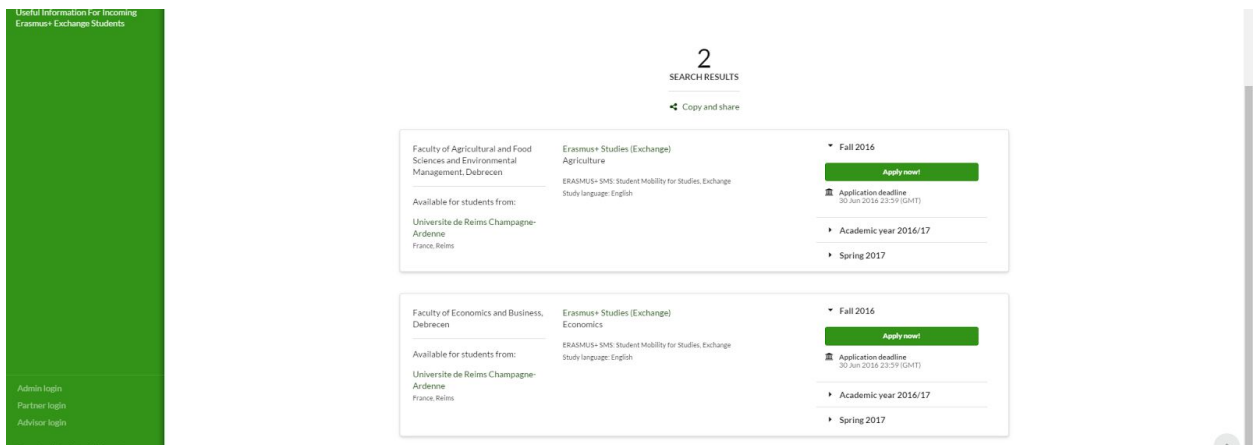 Useful Information For Incoming
Erasmus+ Exchange Students
Admin login
Partner login
Advisor login
2
SEARCH RESULTS
Copy and share
Faculty of Agricultural and Food
Sciences and Environmental
Management, Debrecen
Available for students from:
Universite de Reims Champagne-
Ardenne
France, Reims
Erasmus+ Studies (Exchange)
Agriculture
ERASMUS+ SMS: Student Mobility for Studies, Exchange
Study language: English
Fall 2016
Apply now!
Application deadline
30 Jun 2016 23:59 (GMT)
Academic year 2016/17
Spring 2017
Faculty of Economics and Business,
Debrecen
Available for students from:
Universite de Reims Champagne-
Ardenne
France, Reims
Erasmus+ Studies (Exchange)
Economics
ERASMUS+ SMS: Student Mobility for Studies, Exchange
Study language: English
Fall 2016
Apply now!
Application deadline
30 Jun 2016 23:59 (GMT)
Academic year 2016/17
Spring 2017